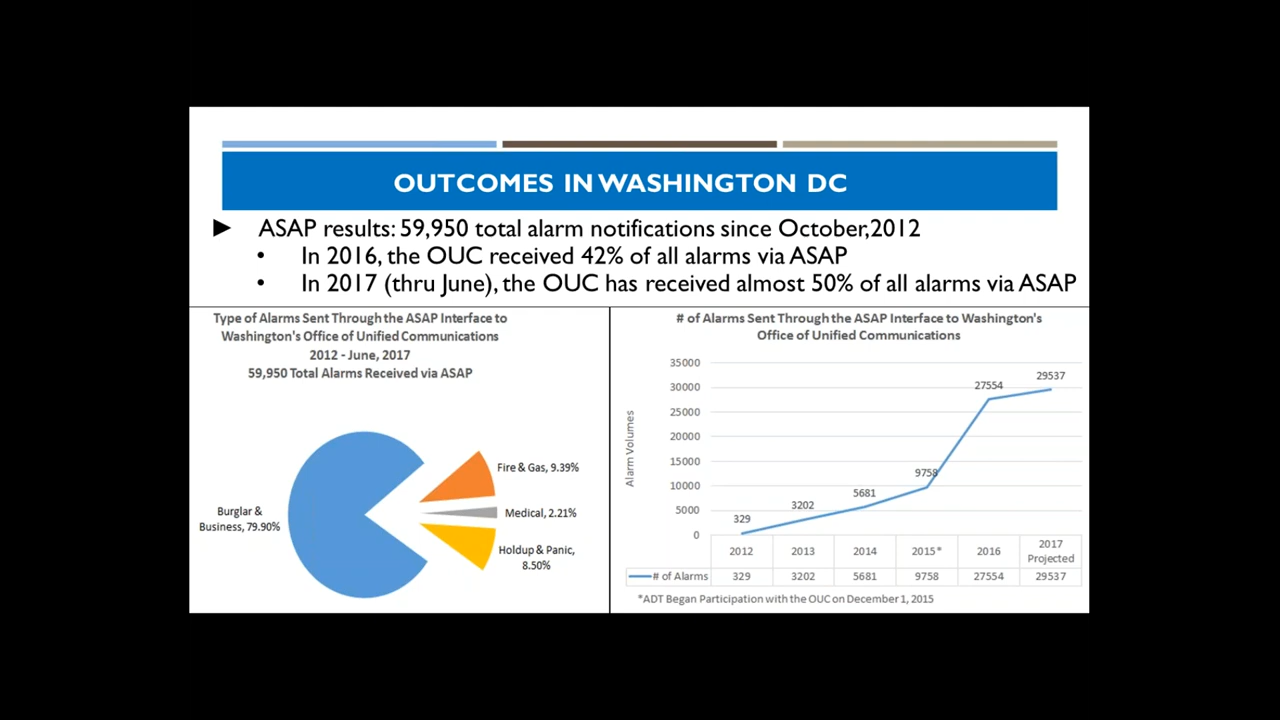 OUTCOMES IN WASHINGTON DC
► ASAP results: 59,950 total alarm notifications since October,2012
• In 2016, the OUC received 42% of all alarms via ASAP
• In 2017 (thru June), the OUC has received almost 50% of all alarms via ASAP
Type of Alarms Sent Through the ASAP Interface to
Washington's Office of Unified Communications
2012 - June, 2017
59,950 Total Alarms Received via ASAP
Fire & Gas, 9.39%
Burglar &
Business, 79.90%
Medical, 2.21%
Holdup & Panic,
8.50%
# of Alarms Sent Through the ASAP Interface to Washington's
Office of Unified Communications
Alarm Volumes
35000
30000
25000
20000
15000
10000
5000
0
329
3202
5681
9758
27554
29537
2012 2013 2014 2015* 2016 2017
Projected
# of Alarms 329 3202 5681 9758 27554 29537
*ADT Began Participation with the OUC on December 1, 2015